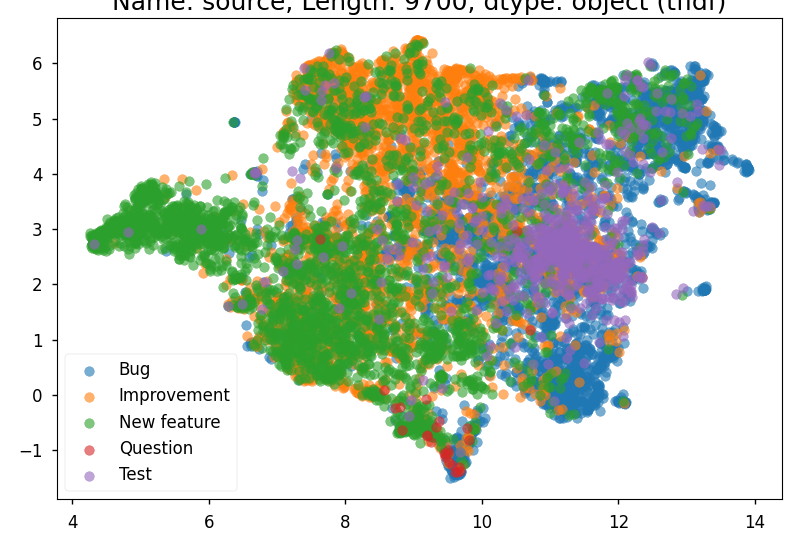 Name: source, Length: 9700, dtype: object (tfidf)
6
5
4
3
2
1
0
−1
Bug
Improvement
New feature
Question
Test
4
6
8
10
12
14